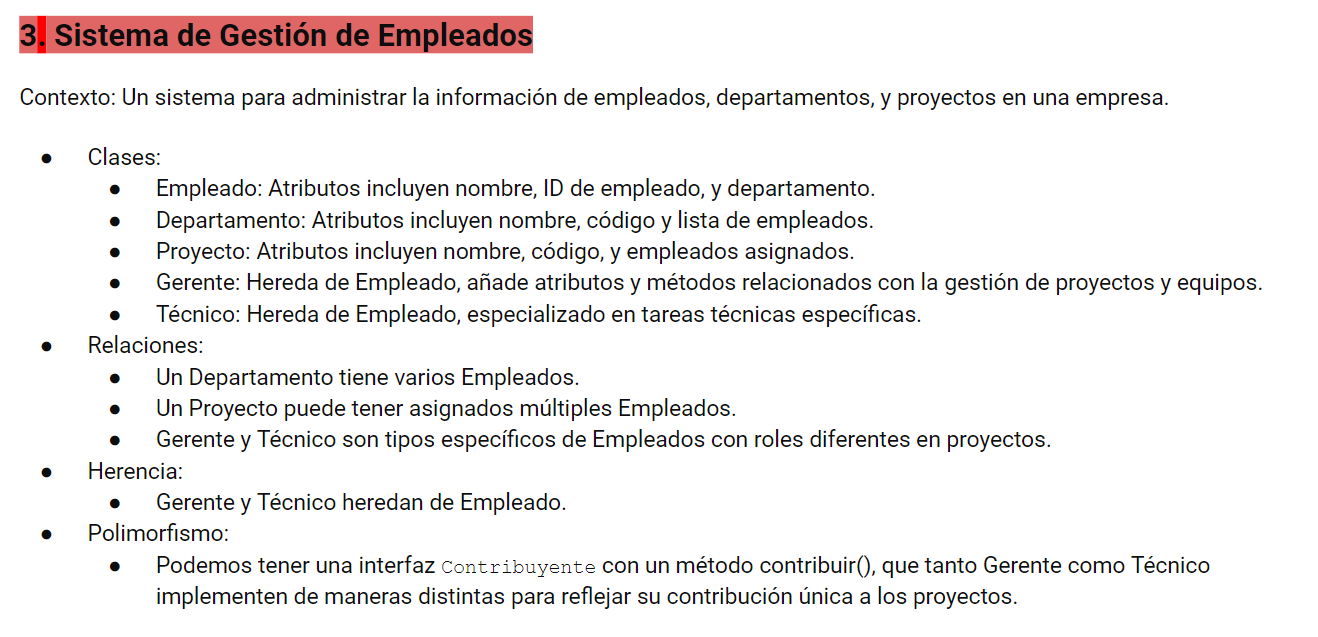 3. Sistema de Gestión de Empleados
Contexto: Un sistema para administrar la información de empleados, departamentos, y proyectos en una empresa.
● Clases:
● Empleado: Atributos incluyen nombre, ID de empleado, y departamento.
● Departamento: Atributos incluyen nombre, código y lista de empleados.
● Proyecto: Atributos incluyen nombre, código, y empleados asignados.
● Gerente: Hereda de Empleado, añade atributos y métodos relacionados con la gestión de proyectos y equipos.
● Técnico: Hereda de Empleado, especializado en tareas técnicas específicas.
● Relaciones:
● Un Departamento tiene varios Empleados.
● Un Proyecto puede tener asignados múltiples Empleados.
● Gerente y Técnico son tipos específicos de Empleados con roles diferentes en proyectos.
● Herencia:
● Gerente y Técnico heredan de Empleado.
● Polimorfismo:
● Podemos tener una interfaz Contribuyente con un método contribuir(), que tanto Gerente como Técnico
implementen de maneras distintas para reflejar su contribución única a los proyectos.